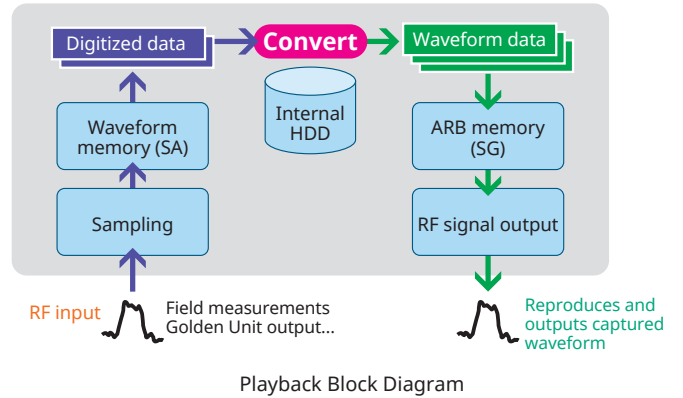 Digitized data
Convert
Waveform data
Waveform
memory (SA)
Internal
HDD
ARB memory
(SG)
Sampling
RF signal output
RF input
Field measurements
Golden Unit output...
Reproduces and
outputs captured
waveform
Playback Block Diagram